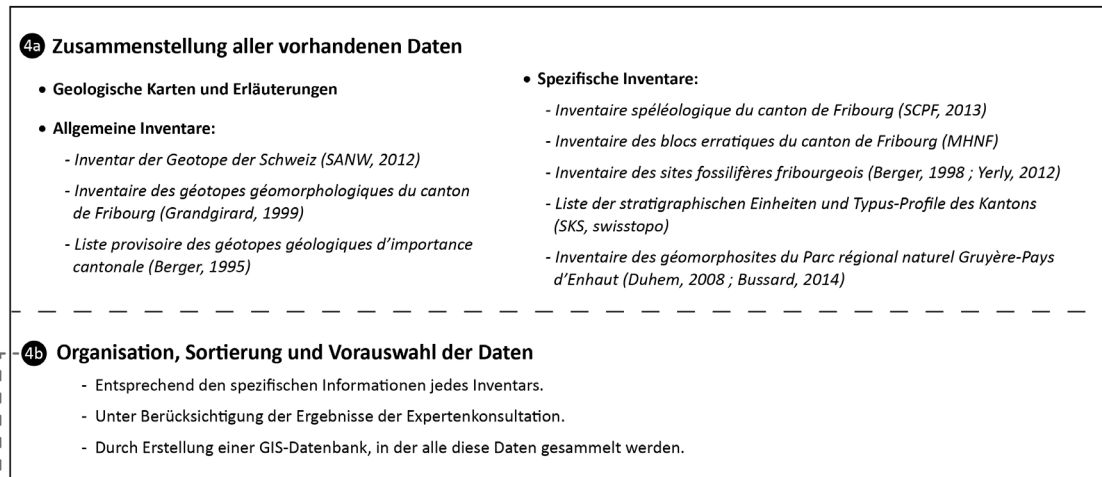 4a Zusammenstellung aller vorhandenen Daten
• Geologische Karten und Erläuterungen
• Allgemeine Inventare:
- Inventar der Geotope der Schweiz (SANW, 2012)
- Inventaire des géotopes géomorphologiques du canton
de Fribourg (Grandgirard, 1999)
- Liste provisoire des géotopes géologiques d'importance
cantonale (Berger, 1995)
• Spezifische Inventare:
- Inventaire spéléologique du canton de Fribourg (SCPF, 2013)
- Inventaire des blocs erratiques du canton de Fribourg (MHNF)
- Inventaire des sites fossilifères fribourgeois (Berger, 1998 ; Yerly, 2012)
- Liste der stratigraphischen Einheiten und Typus-Profile des Kantons
(SKS, swisstopo)
- Inventaire des géomorphosites du Parc régional naturel Gruyère-Pays
d'Enhaut (Duhem, 2008 ; Bussard, 2014)
4b Organisation, Sortierung und Vorauswahl der Daten
- Entsprechend den spezifischen Informationen jedes Inventars.
- Unter Berücksichtigung der Ergebnisse der Expertenkonsultation.
- Durch Erstellung einer GIS-Datenbank, in der alle diese Daten gesammelt werden.